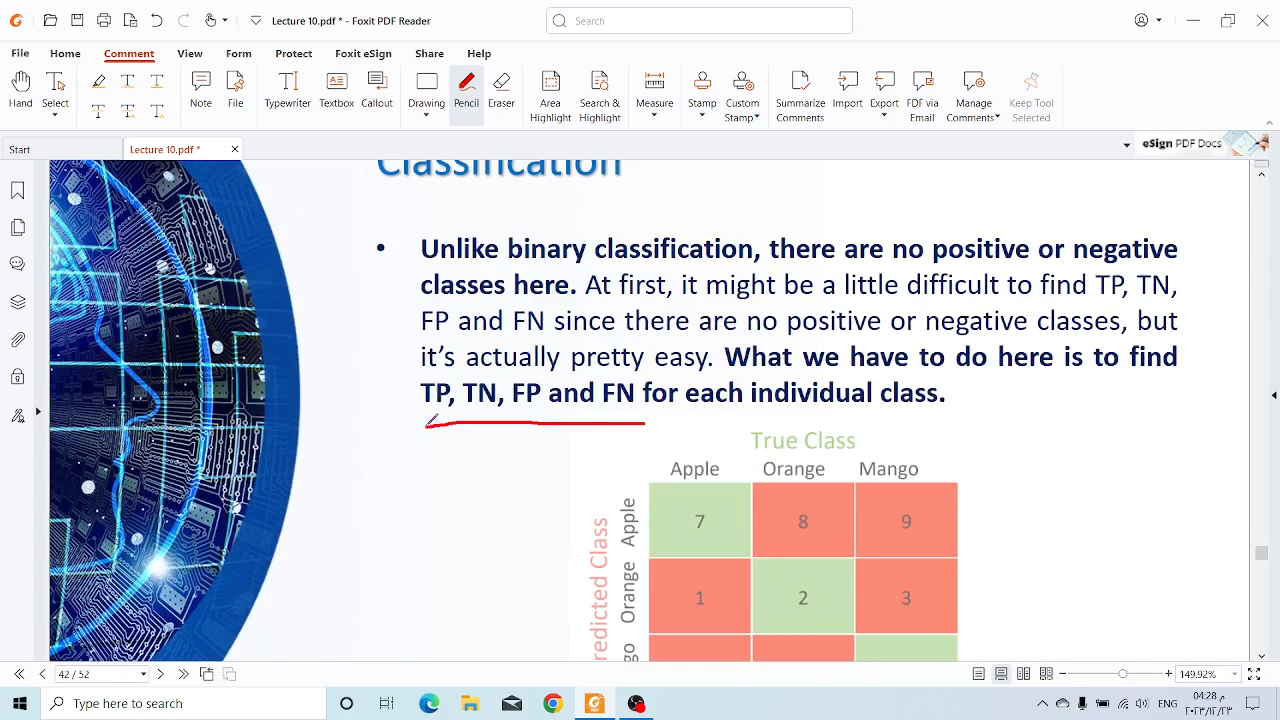 Lecture 10.pdf * - Foxit PDF Reader
Search
File Home Comment View Form Protect Foxit eSign Share Help
Hand Select Note File Typewriter Textbox Callout Drawing Pencil Eraser Area Highlight Search & Highlight Measure Stamp Custom Stamp Summarize Comments Import Export FDF via Email Manage Comments Keep Tool Selected
Start Lecture 10.pdf * eSign PDF Docs
Classification
• Unlike binary classification, there are no positive or negative
classes here. At first, it might be a little difficult to find TP, TN,
FP and FN since there are no positive or negative classes, but
it's actually pretty easy. What we have to do here is to find
TP, TN, FP and FN for each individual class.
True Class
Apple Orange Mango
Predicted Class
Apple 7 8 9
Orange 1 2 3
42 / 52 149.92%
Type here to search
ENG 04:28